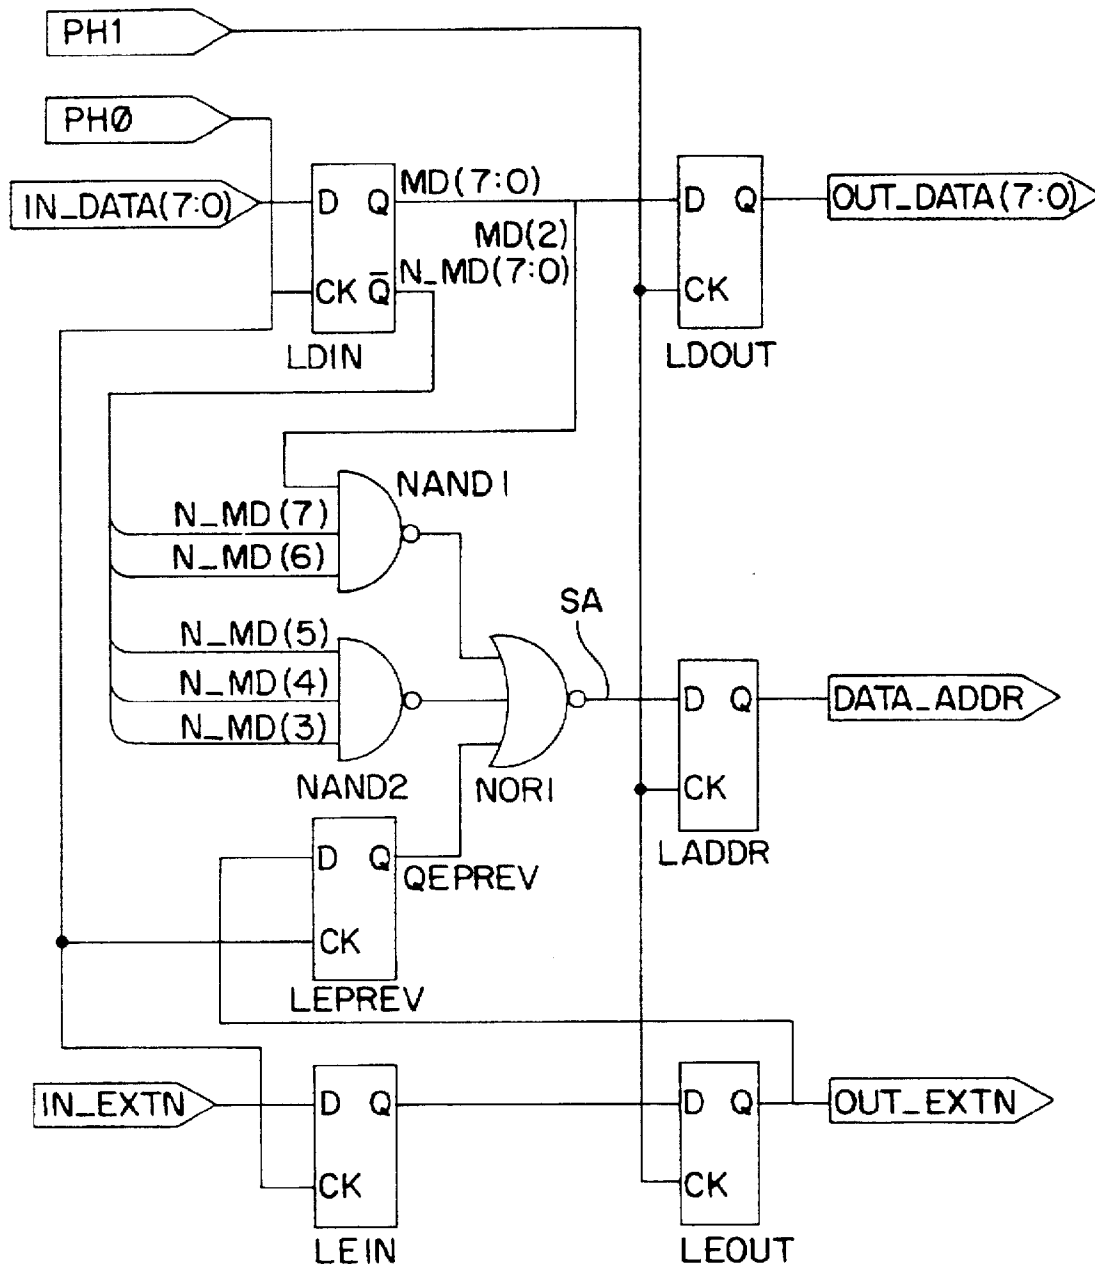 PH1
PHØ
IN_DATA(7:0)
D Q
MD(7:0)
MD(2)
N_MD(7:0)
CK Q̅
LDIN
D Q
CK
LDOUT
OUT_DATA(7:0)
NAND1
N_MD(7)
N_MD(6)
N_MD(5)
N_MD(4)
N_MD(3)
NAND2
SA
NOR1
D Q
CK
LADDR
DATA_ADDR
D Q
QEPREV
CK
LEPREV
IN_EXTN
D Q
CK
LEIN
D Q
CK
LEOUT
OUT_EXTN